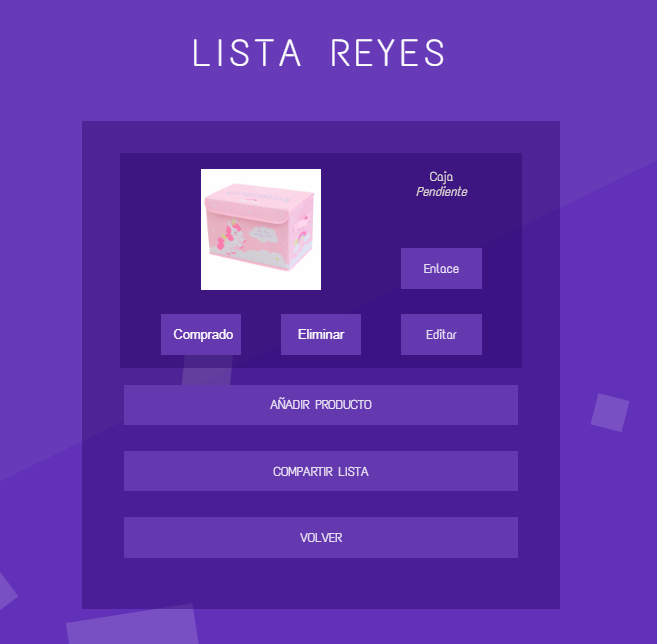 LISTA REYES
Caja
Pendiente
Enlace
Comprado
Eliminar
Editar
AÑADIR PRODUCTO
COMPARTIR LISTA
VOLVER